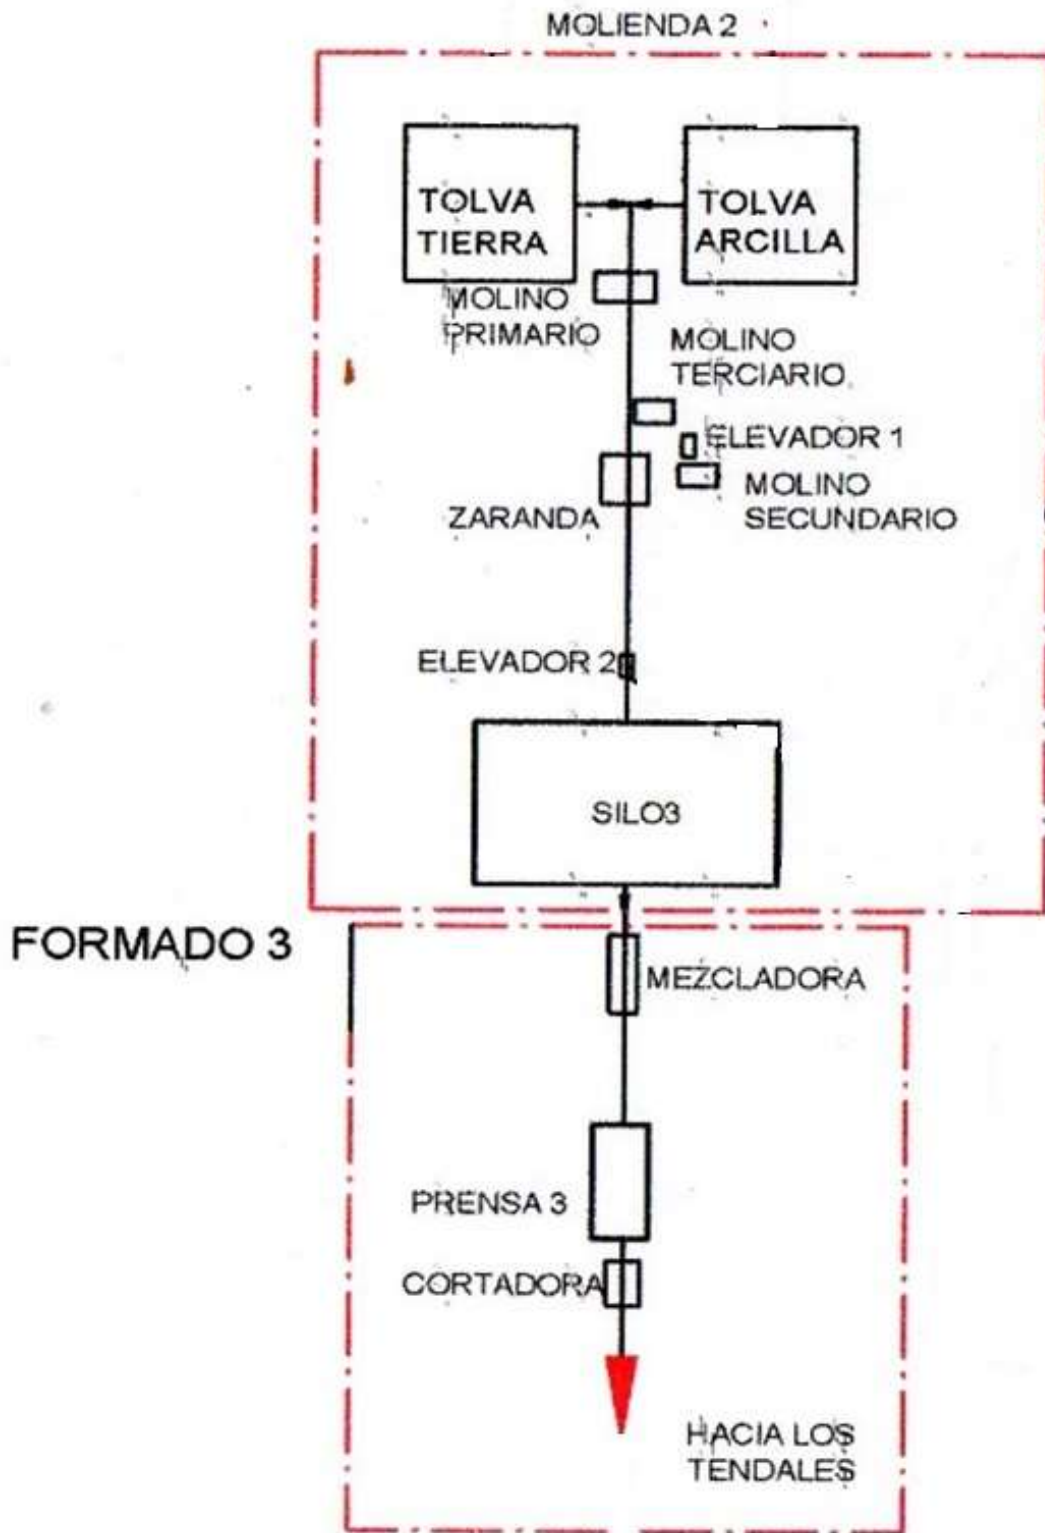 MOLIENDA 2
TOLVA
TIERRA
TOLVA
ARCILLA
MOLINO
PRIMARIO
MOLINO
TERCIARIO
ELEVADOR 1
MOLINO
SECUNDARIO
ZARANDA
ELEVADOR 2
SILO3
FORMADO 3
MEZCLADORA
PRENSA 3
CORTADORA
HACIA LOS
TENDALES